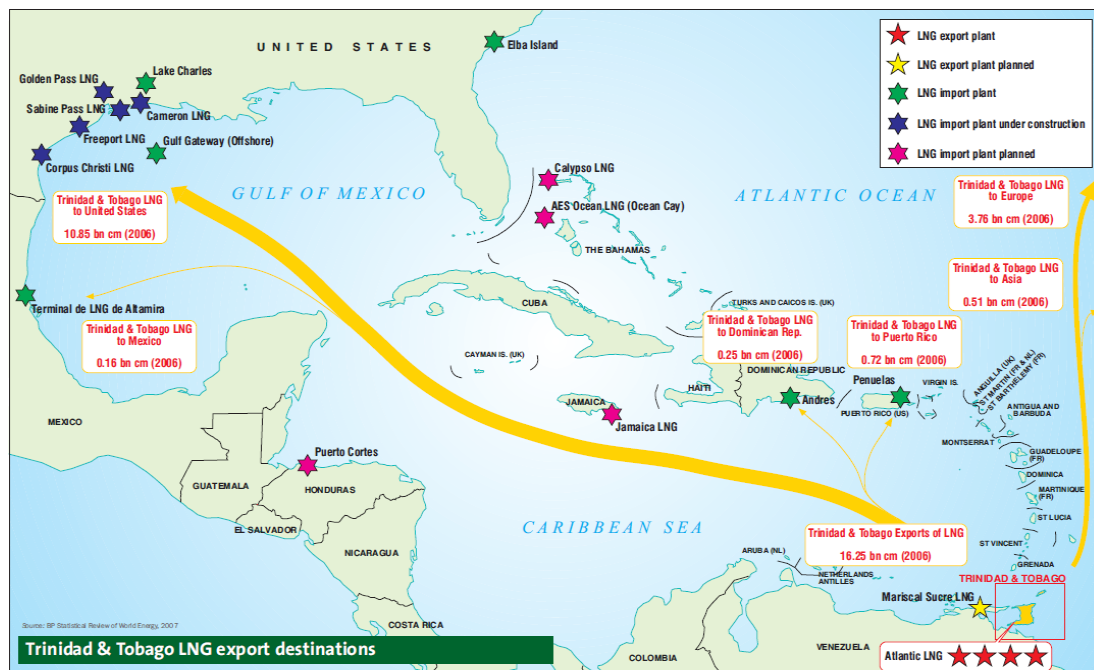 UNITED STATES
Elba Island
LNG export plant
LNG export plant planned
LNG import plant
LNG import plant under construction
LNG import plant planned
Golden Pass LNG
Lake Charles
Sabine Pass LNG
Cameron LNG
Freeport LNG
Gulf Gateway (Offshore)
Corpus Christi LNG
Calypso LNG
GULF OF MEXICO
ATLANTIC OCEAN
Trinidad & Tobago LNG
to United States
10.85 bn cm (2006)
AES Ocean LNG (Ocean Cay)
THE BAHAMAS
Trinidad & Tobago LNG
to Europe
3.76 bn cm (2006)
Trinidad & Tobago LNG
to Asia
0.51 bn cm (2006)
Terminal de LNG de Altamira
Trinidad & Tobago LNG
to Mexico
0.16 bn cm (2006)
CUBA
TURKS AND CAICOS IS. (UK)
Trinidad & Tobago LNG
to Dominican Rep.
0.25 bn cm (2006)
Trinidad & Tobago LNG
to Puerto Rico
0.72 bn cm (2006)
CAYMAN IS. (UK)
DOMINICAN REPUBLIC
HAITI
Andres
Penuelas
PUERTO RICO (US)
VIRGIN IS.
ANGUILLA (UK)
ST MARTIN (FR & NL)
ST BARTHELEMY (FR)
ANTIGUA AND
BARBUDA
MONTSERRAT
GUADELOUPE
(FR)
DOMINICA
MARTINIQUE
(FR)
ST LUCIA
ST VINCENT
GRENADA
JAMAICA
Jamaica LNG
MEXICO
Puerto Cortes
GUATEMALA
HONDURAS
EL SALVADOR
NICARAGUA
CARIBBEAN SEA
Trinidad & Tobago Exports of LNG
16.25 bn cm (2006)
ARUBA (NL)
NETHERLANDS
ANTILLES
TRINIDAD & TOBAGO
Mariscal Sucre LNG
COSTA RICA
COLOMBIA
VENEZUELA
Atlantic LNG
Source: BP Statistical Review of World Energy, 2007
Trinidad & Tobago LNG export destinations